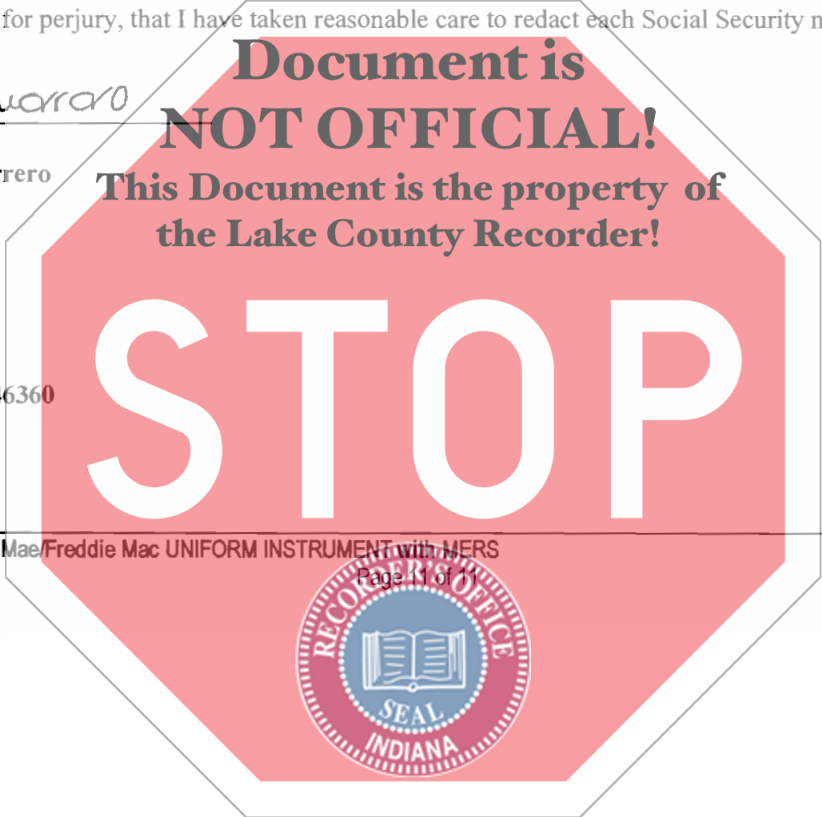 for perjury, that I have taken reasonable care to redact each Social Security n
Document is
NOT OFFICIAL!
rero
This Document is the property of
the Lake County Recorder!
STOP
6360
Mae/Freddie Mac UNIFORM INSTRUMENT with MERS
Page 11 of 11
RECORDER'S OFFICE
SEAL
INDIANA